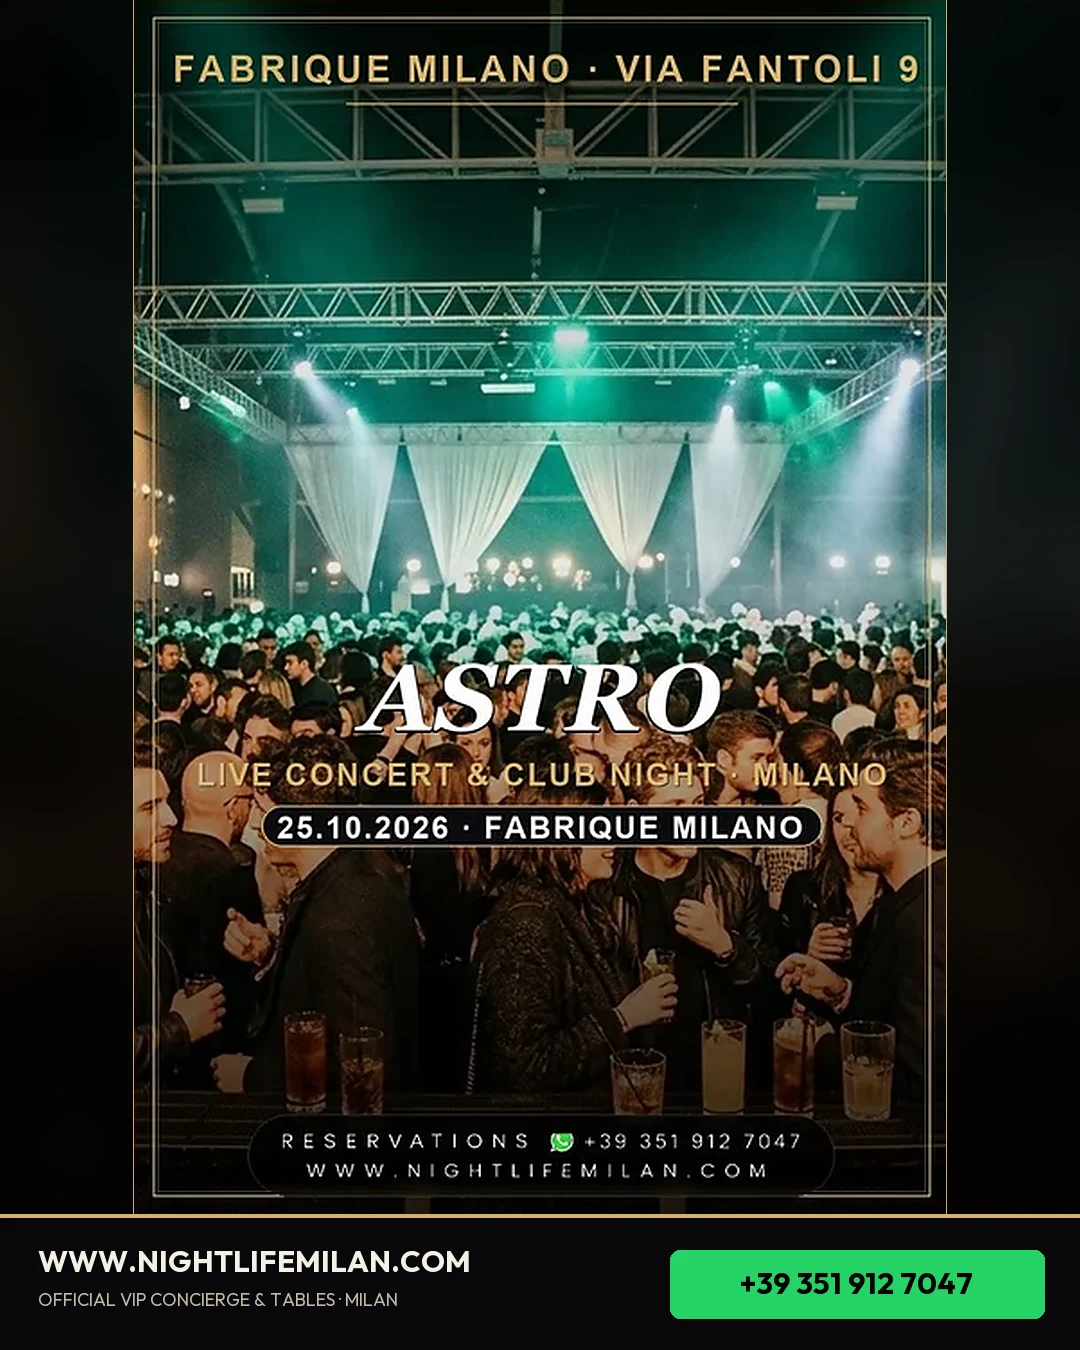 FABRIQUE MILANO · VIA FANTOLI 9
ASTRO
LIVE CONCERT & CLUB NIGHT · MILANO
25.10.2026 · FABRIQUE MILANO
RESERVATIONS +39 351 912 7047
WWW.NIGHTLIFEMILAN.COM
WWW.NIGHTLIFEMILAN.COM
OFFICIAL VIP CONCIERGE & TABLES · MILAN
+39 351 912 7047